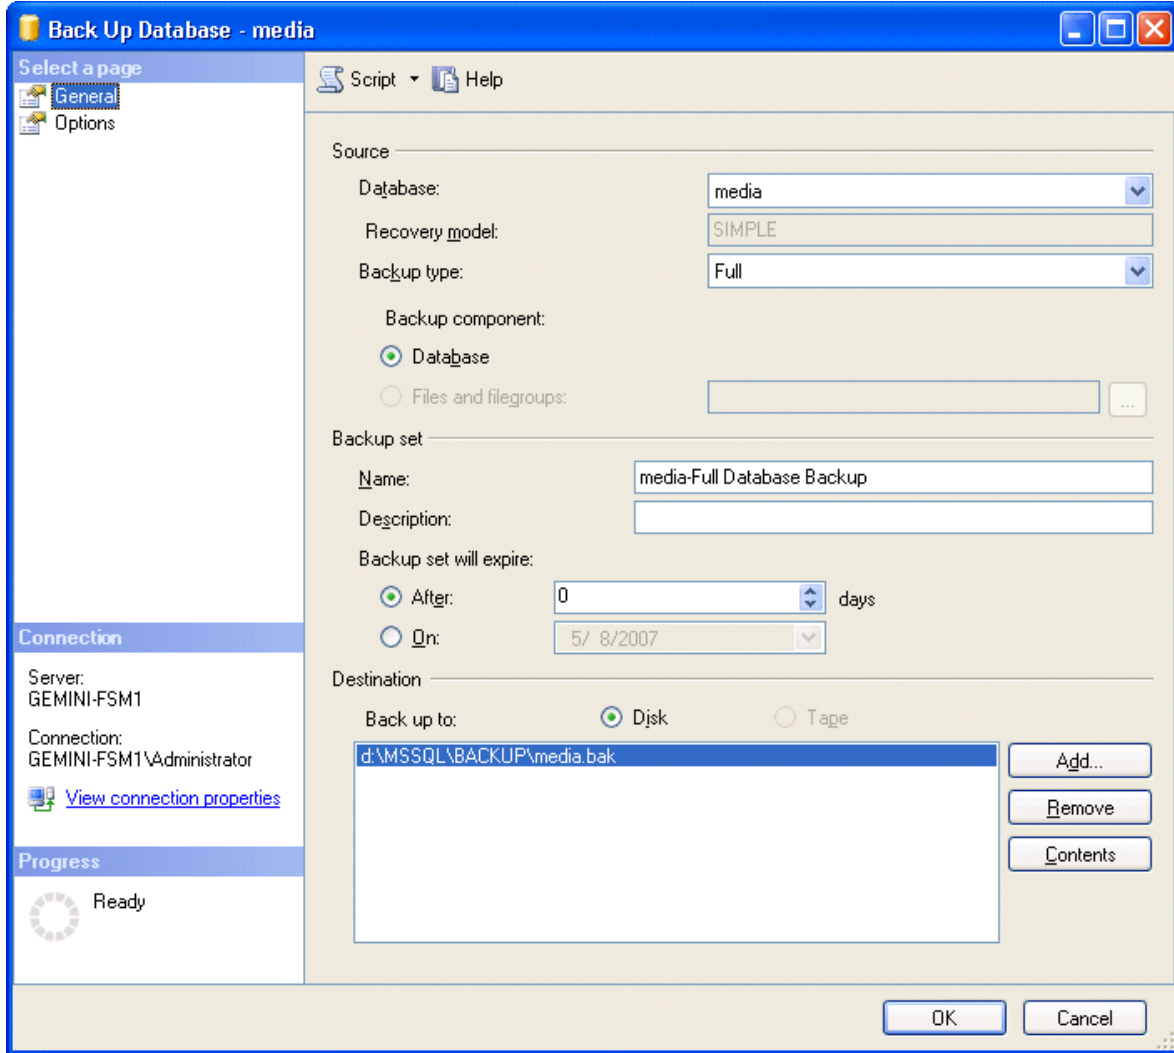 Back Up Database - media
Select a page
General
Options
Script Help
Source
Database: media
Recovery model: SIMPLE
Backup type: Full
Backup component:
Database
Files and filegroups: ...
Backup set
Name: media-Full Database Backup
Description:
Backup set will expire:
After: 0 days
On: 5/ 8/2007
Destination
Back up to: Disk Tape
d:\MSSQL\BACKUP\media.bak
Add...
Remove
Contents
Connection
Server:
GEMINI-FSM1
Connection:
GEMINI-FSM1\Administrator
View connection properties
Progress
Ready
OK Cancel